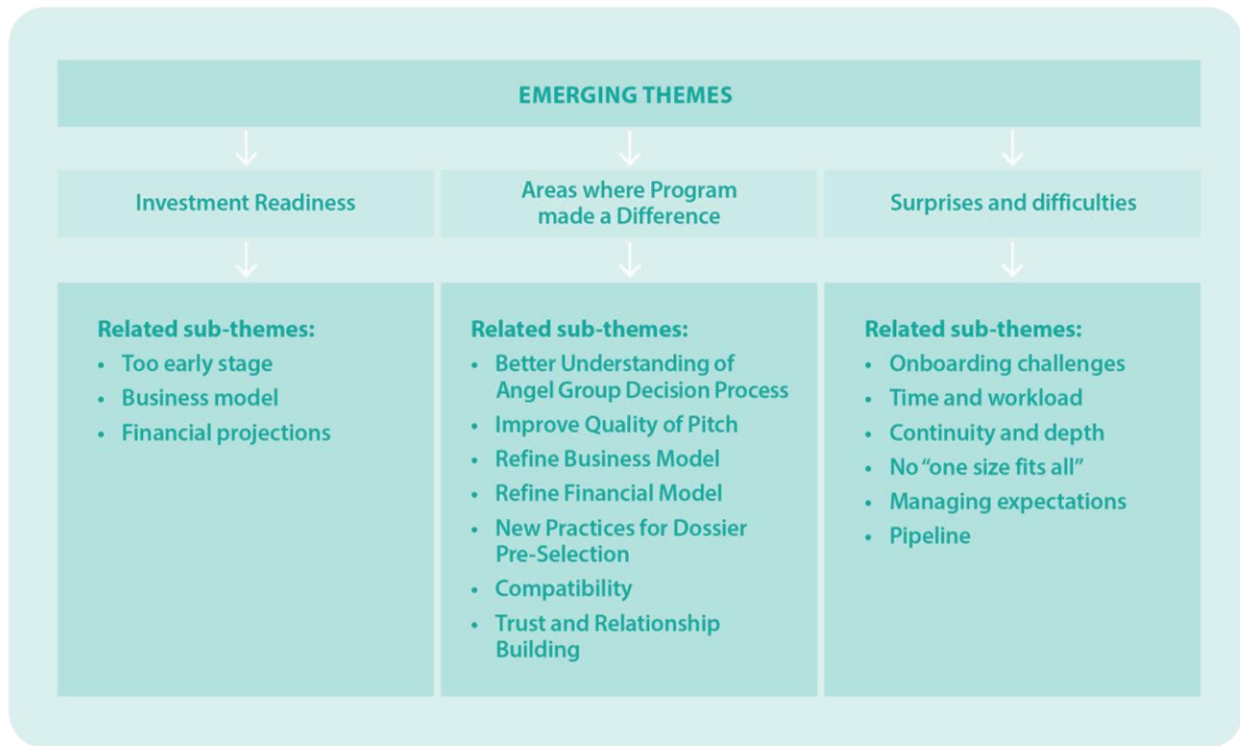 EMERGING THEMES
Investment Readiness
Areas where Program
made a Difference
Surprises and difficulties
Related sub-themes:
• Too early stage
• Business model
• Financial projections
Related sub-themes:
• Better Understanding of
Angel Group Decision Process
• Improve Quality of Pitch
• Refine Business Model
• Refine Financial Model
• New Practices for Dossier
Pre-Selection
• Compatibility
• Trust and Relationship
Building
Related sub-themes:
• Onboarding challenges
• Time and workload
• Continuity and depth
• No “one size fits all”
• Managing expectations
• Pipeline